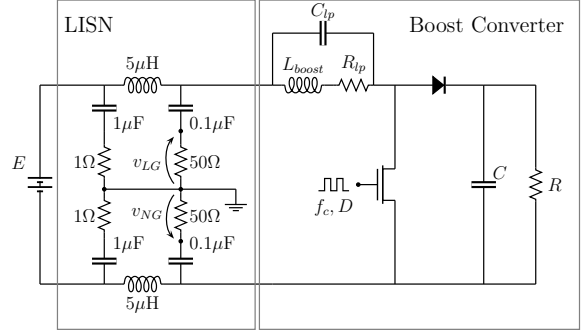 LISN
Boost Converter
C_lp
5μH
L_boost
R_lp
1μF
0.1μF
1Ω
v_LG
50Ω
E
C
R
1Ω
v_NG
50Ω
f_c, D
1μF
0.1μF
5μH